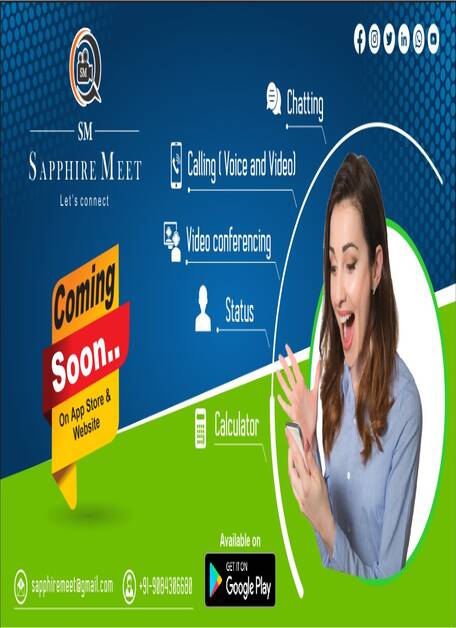 SM
SM
SAPPHIRE MEET
Let's connect
Chatting
Calling ( Voice and Video)
Video conferencing
Status
Calculator
Coming
Soon..
On App Store &
Website
Available on
GET IT ON
Google Play
sapphiremeet@gmail.com
+91-9084306680